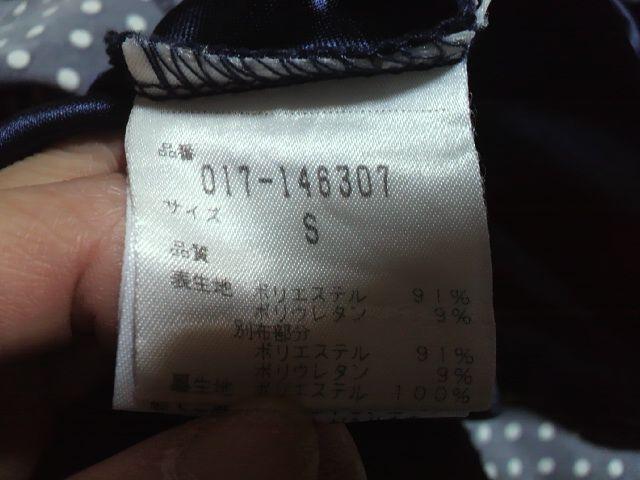 品番
017-146307
サイズ
S
品質
表生地 ポリエステル 91%
ポリウレタン 9%
別布部分
ポリエステル 91%
ポリウレタン 9%
裏生地 ポリエステル 100%